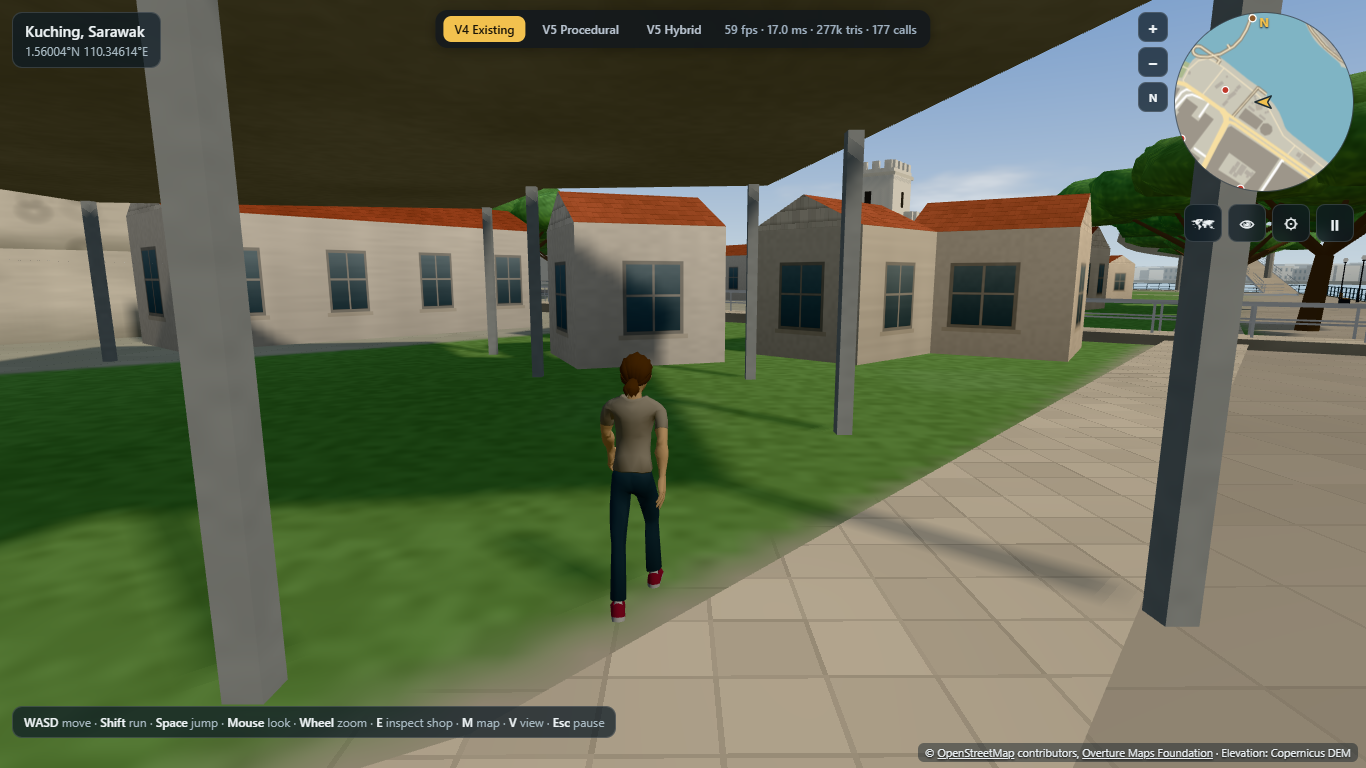 Kuching, Sarawak
1.56004°N 110.34614°E
V4 Existing V5 Procedural V5 Hybrid 59 fps · 17.0 ms · 277k tris · 177 calls
+
−
N
N
WASD move · Shift run · Space jump · Mouse look · Wheel zoom · E inspect shop · M map · V view · Esc pause
© OpenStreetMap contributors, Overture Maps Foundation · Elevation: Copernicus DEM